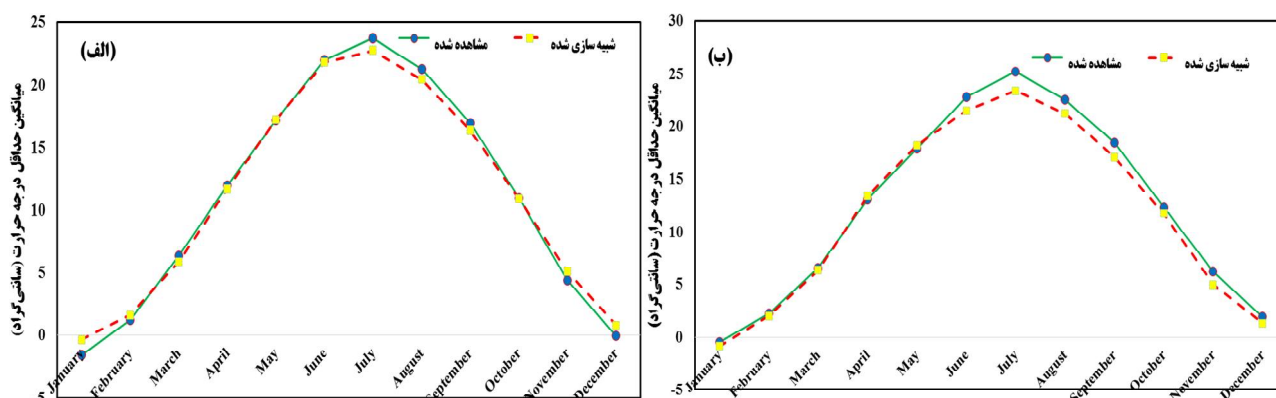 (الف)
مشاهده شده
شبیه سازی شده
میانگین حداقل درجه حرارت (سانتی‌گراد)
25
20
15
10
5
0
5
January
February
March
April
May
June
July
August
September
October
November
December
(ب)
مشاهده شده
شبیه سازی شده
میانگین حداقل درجه حرارت (سانتی‌گراد)
30
25
20
15
10
5
0
-5
January
February
March
April
May
June
July
August
September
October
November
December